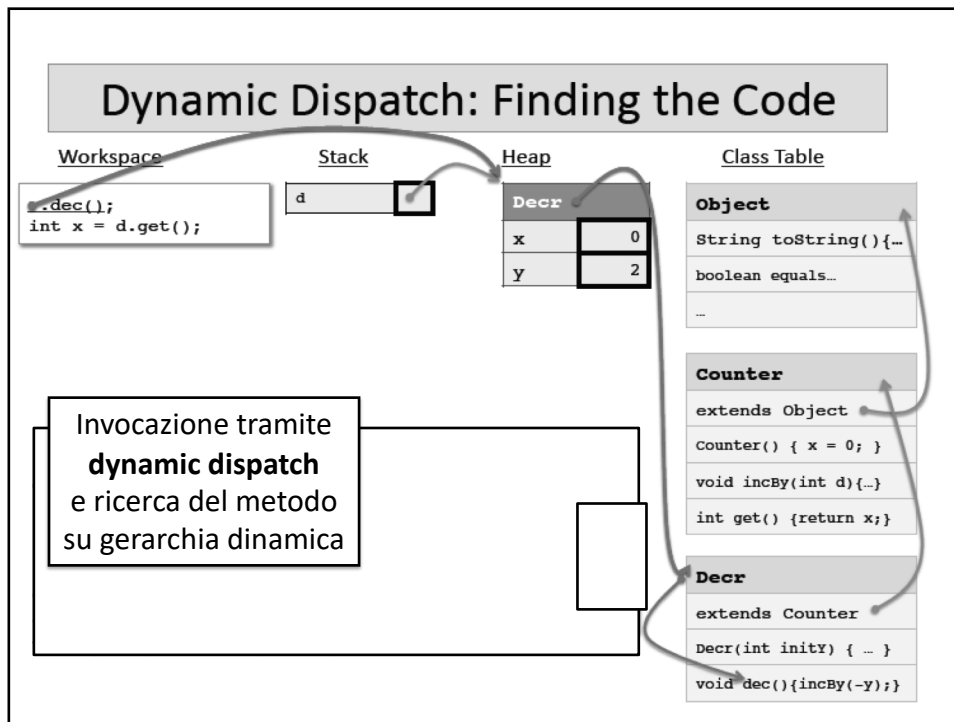 Dynamic Dispatch: Finding the Code
Workspace
Stack
Heap
Class Table
.dec();
int x = d.get();
d
Decr
x 0
y 2
Object
String toString(){…
boolean equals…
…
Counter
extends Object
Counter() { x = 0; }
void incBy(int d){…}
int get() {return x;}
Decr
extends Counter
Decr(int initY) { … }
void dec(){incBy(-y);}
Invocazione tramite
dynamic dispatch
e ricerca del metodo
su gerarchia dinamica